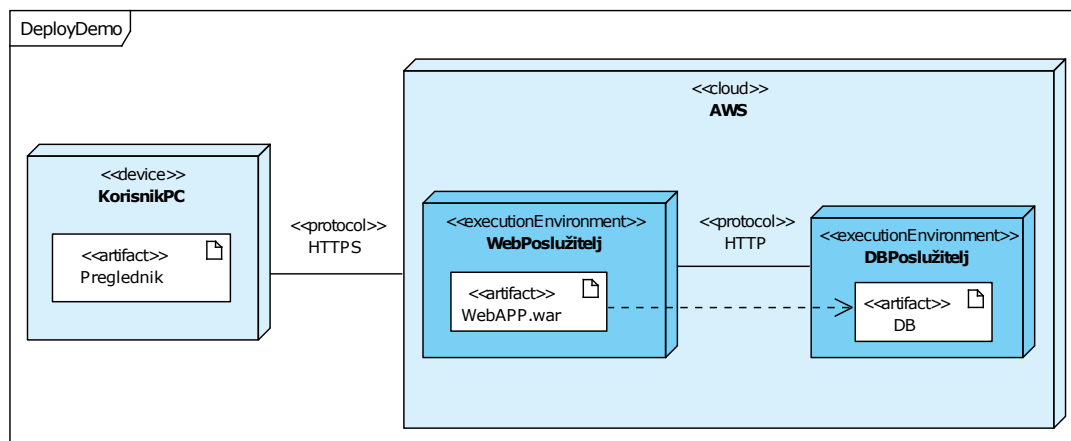 DeployDemo
<<device>>
KorisnikPC
<<artifact>>
Preglednik
<<protocol>>
HTTPS
<<cloud>>
AWS
<<executionEnvironment>>
WebPoslužitelj
<<artifact>>
WebAPP.war
<<protocol>>
HTTP
<<executionEnvironment>>
DBPoslužitelj
<<artifact>>
DB